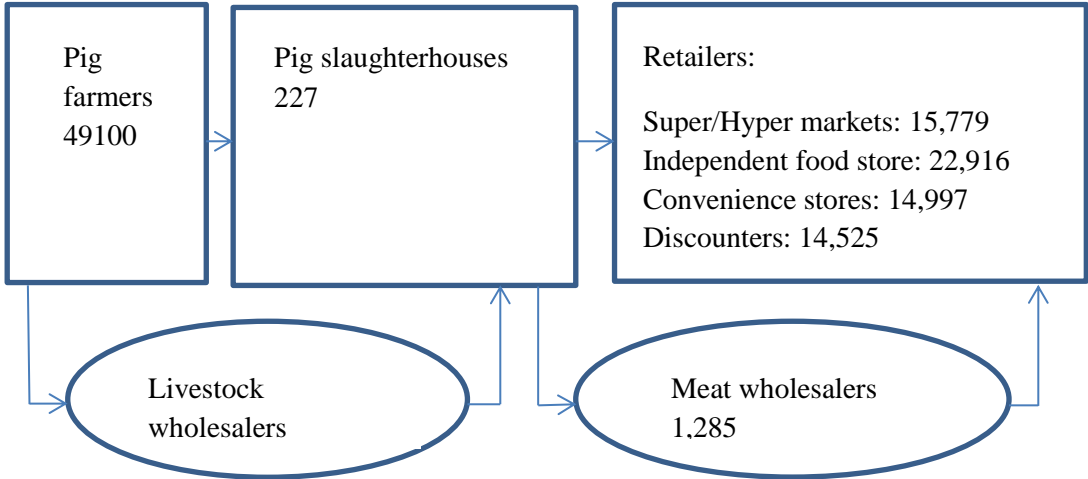 Pig
farmers
49100
Pig slaughterhouses
227
Retailers:
Super/Hyper markets: 15,779
Independent food store: 22,916
Convenience stores: 14,997
Discounters: 14,525
Livestock
wholesalers
Meat wholesalers
1,285